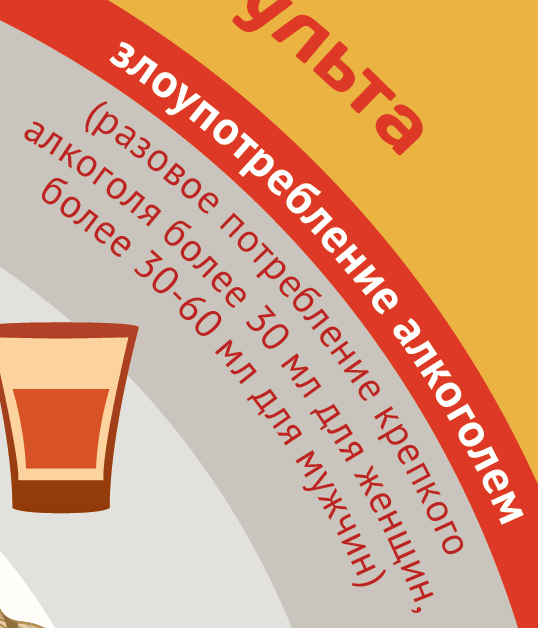 ульта
злоупотребление алкоголем
(разовое потребление крепкого
алкоголя более 30 мл для женщин,
более 30-60 мл для мужчин)